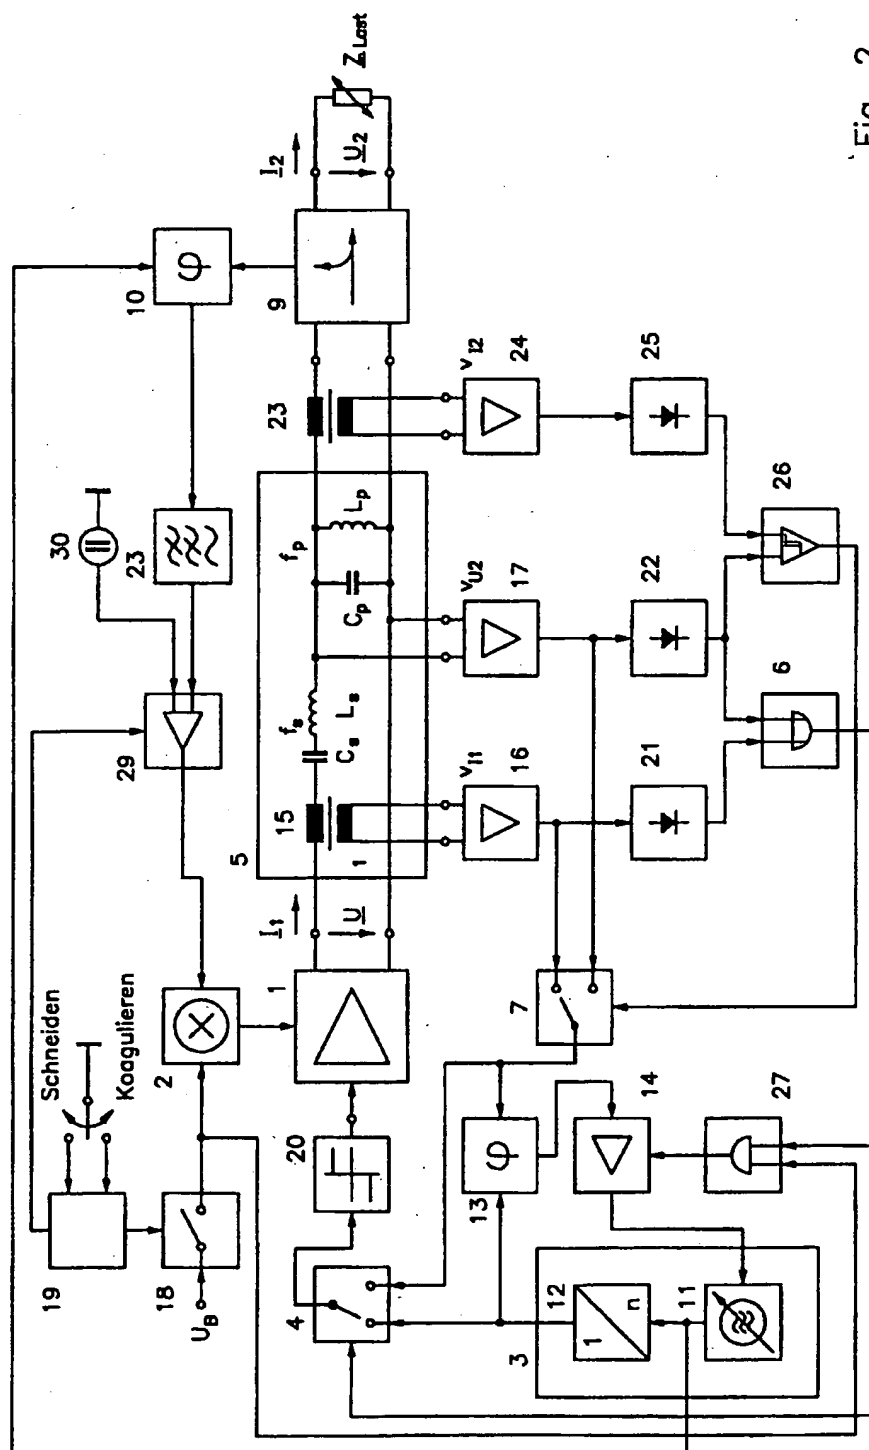 Schneiden
Koagulieren
19
18
U_B
2
29
30
23
10
φ
9
I_2
U_2
Z_Last
20
1
I_1
U
5
15
1
f_s
C_s L_s
f_p
C_p
L_p
23
4
7
v_I1
16
v_U2
17
v_I2
24
3
12
1
n
11
13
φ
14
27
21
22
25
6
26
Fig. 2